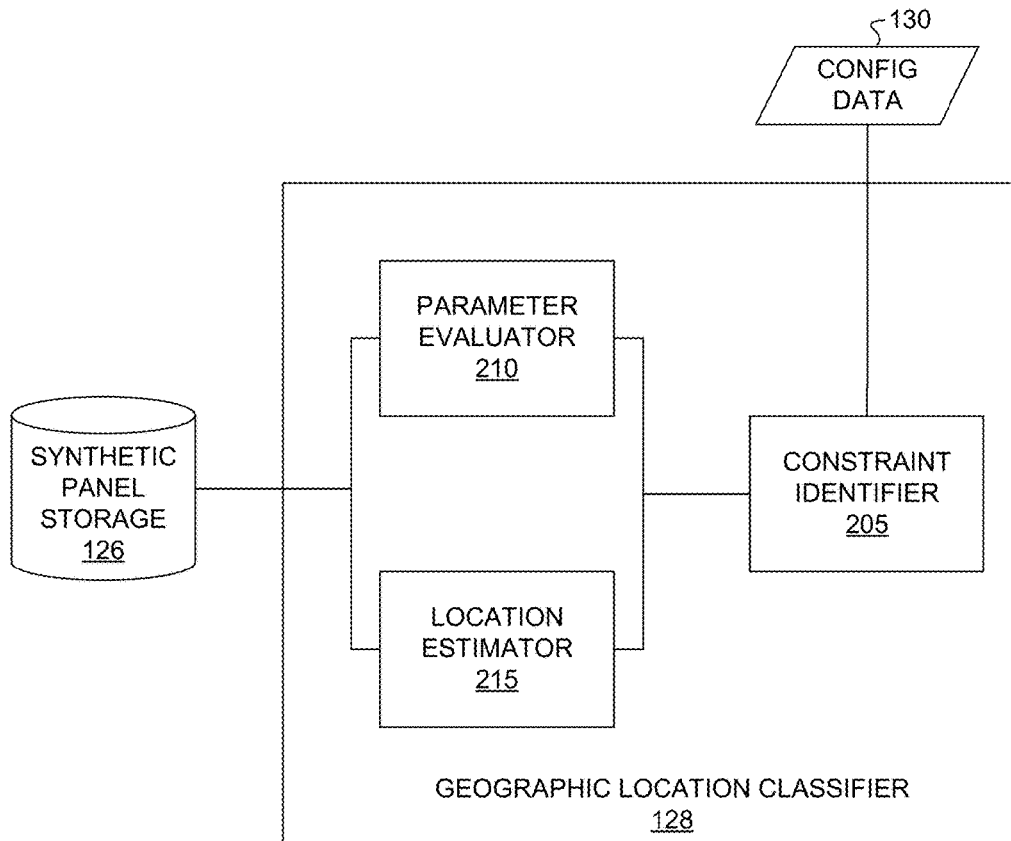 130
CONFIG
DATA
PARAMETER
EVALUATOR
210
SYNTHETIC
PANEL
STORAGE
126
CONSTRAINT
IDENTIFIER
205
LOCATION
ESTIMATOR
215
GEOGRAPHIC LOCATION CLASSIFIER
128